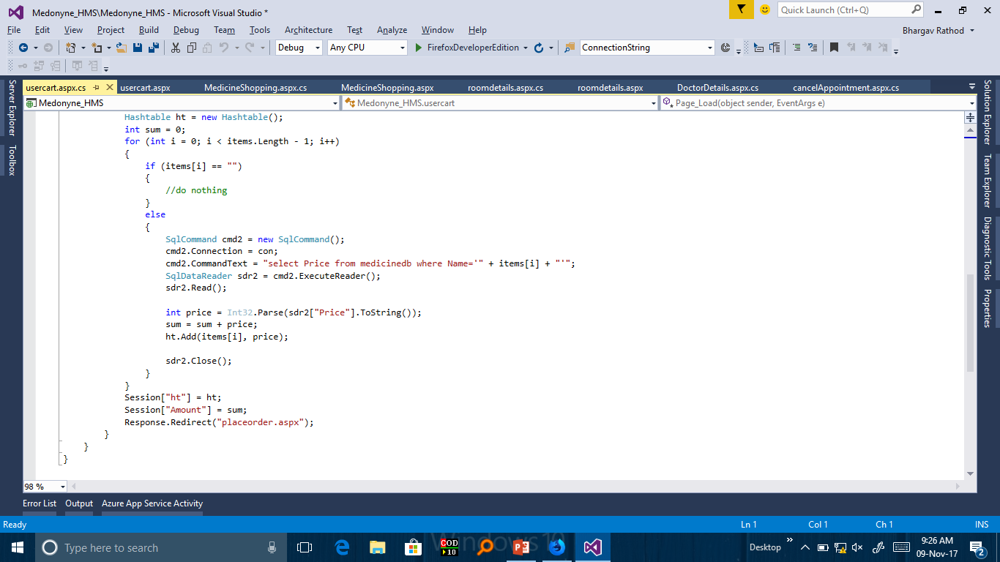 Medonyne_HMS\Medonyne_HMS - Microsoft Visual Studio *
Quick Launch (Ctrl+Q)
File Edit View Project Build Debug Team Tools Architecture Test Analyze Window Help
Bhargav Rathod
Debug Any CPU FirefoxDeveloperEdition ConnectionString
usercart.aspx.cs usercart.aspx MedicineShopping.aspx.cs MedicineShopping.aspx roomdetails.aspx.cs roomdetails.aspx DoctorDetails.aspx.cs cancelAppointment.aspx.cs
Medonyne_HMS Medonyne_HMS.usercart Page_Load(object sender, EventArgs e)
Server Explorer
Toolbox
Hashtable ht = new Hashtable();
int sum = 0;
for (int i = 0; i < items.Length - 1; i++)
{
if (items[i] == "")
{
//do nothing
}
else
{
SqlCommand cmd2 = new SqlCommand();
cmd2.Connection = con;
cmd2.CommandText = "select Price from medicinedb where Name='" + items[i] + "'";
SqlDataReader sdr2 = cmd2.ExecuteReader();
sdr2.Read();
int price = Int32.Parse(sdr2["Price"].ToString());
sum = sum + price;
ht.Add(items[i], price);
sdr2.Close();
}
}
Session["ht"] = ht;
Session["Amount"] = sum;
Response.Redirect("placeorder.aspx");
}
}
}
Solution Explorer
Team Explorer
Diagnostic Tools
Properties
98 %
Error List Output Azure App Service Activity
Ready Ln 1 Col 1 Ch 1 INS
Type here to search
COD
10
Windows 10
Desktop
9:26 AM
09-Nov-17
2